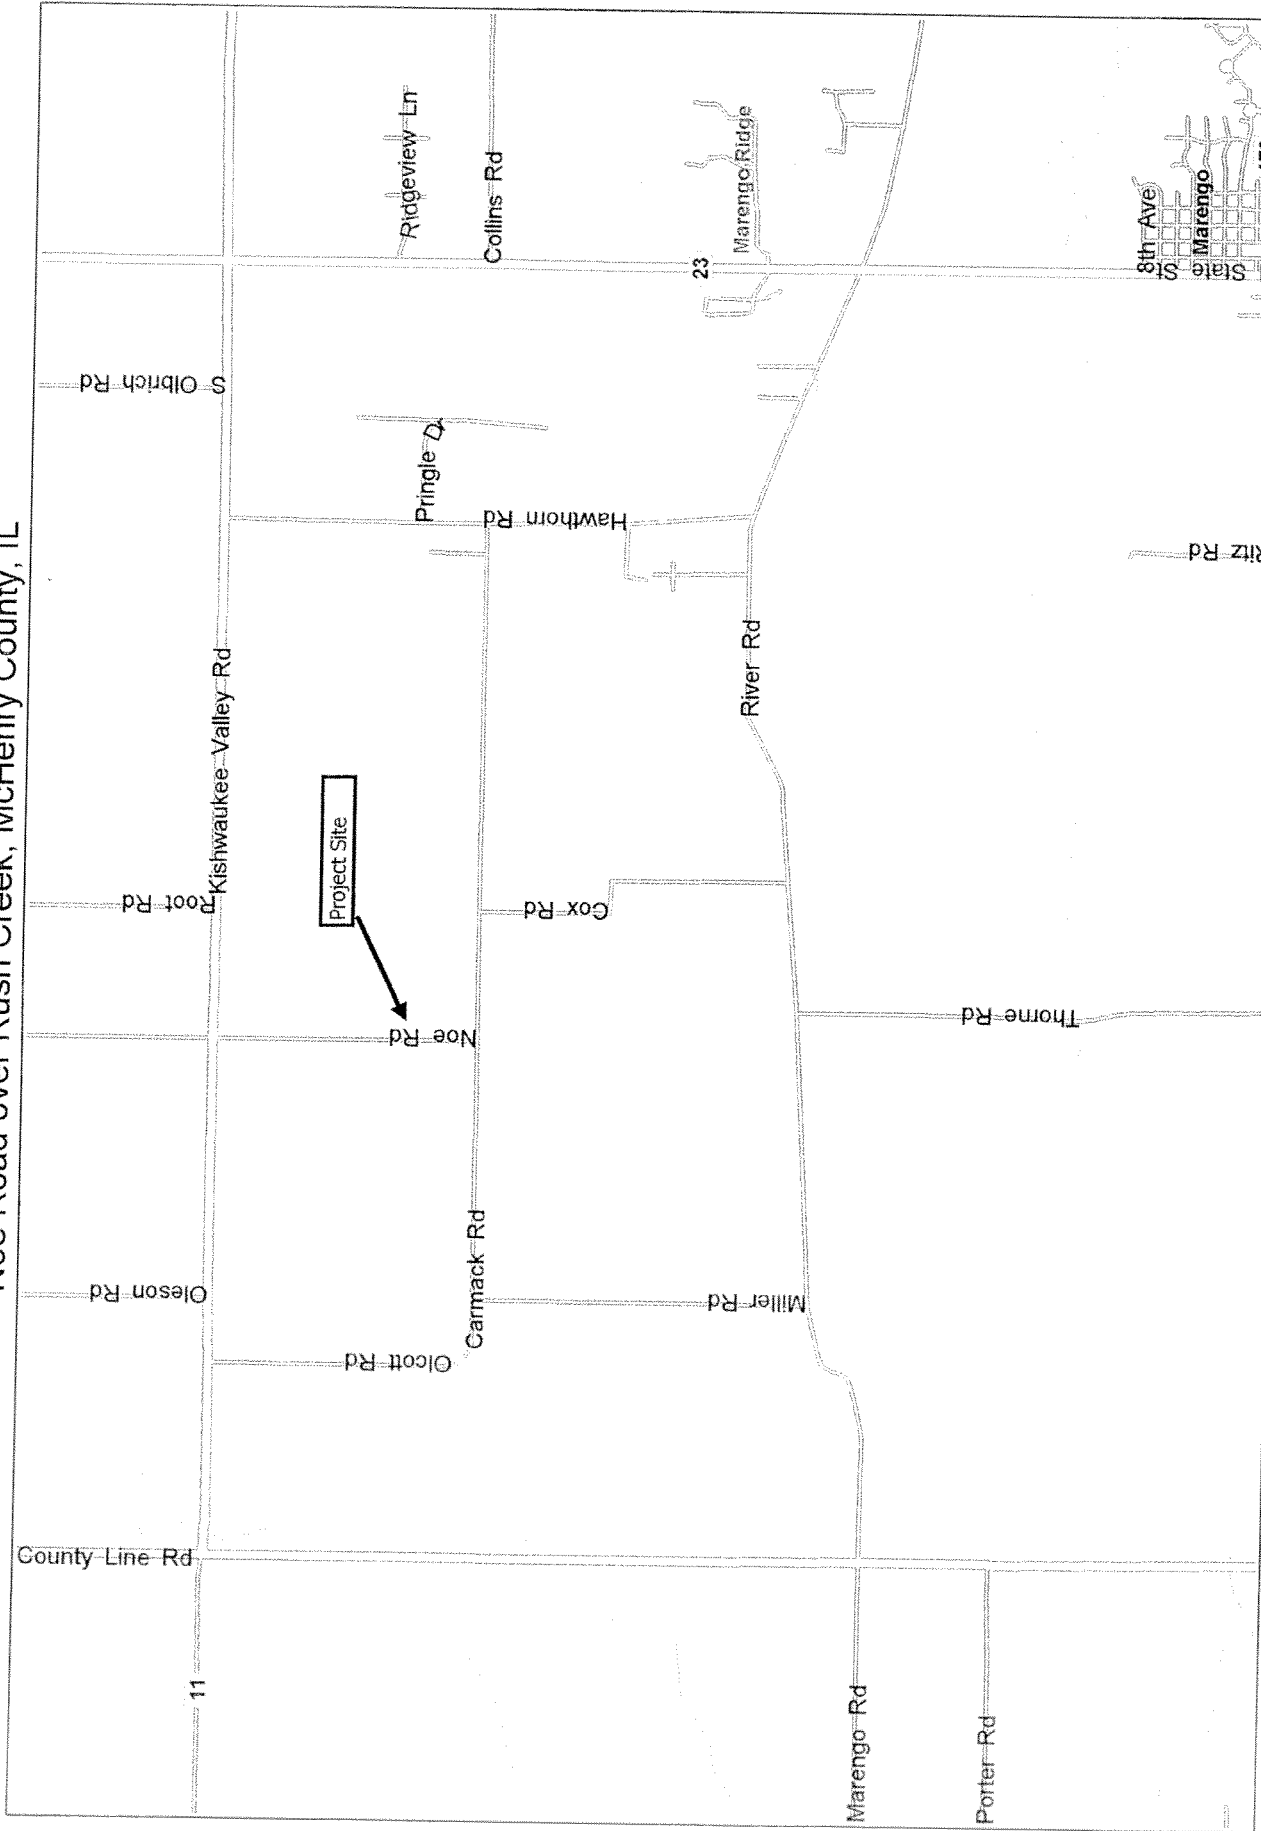 Noe Road over Rush Creek, McHenry County, IL
County Line Rd
Oleson Rd
Root Rd
S Olbrich Rd
11
Kishwaukee Valley Rd
Project Site
Olcott Rd
Noe Rd
Pringle Dr
Ridgeview Ln
Carmack Rd
Collins Rd
Cox Rd
Hawthorn Rd
23
Miller Rd
River Rd
Marengo Ridge
Marengo Rd
Porter Rd
Thorne Rd
8th Ave
State St
Marengo
Ritz Rd